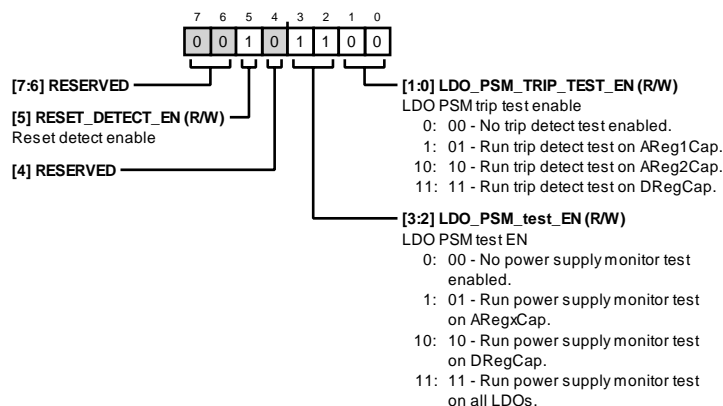 7 6 5 4 3 2 1 0
0 0 1 0 1 1 0 0
[7:6] RESERVED
[5] RESET_DETECT_EN (R/W)
Reset detect enable
[4] RESERVED
[1:0] LDO_PSM_TRIP_TEST_EN (R/W)
LDO PSM trip test enable
0: 00 - No trip detect test enabled.
1: 01 - Run trip detect test on AReg1Cap.
10: 10 - Run trip detect test on AReg2Cap.
11: 11 - Run trip detect test on DRegCap.
[3:2] LDO_PSM_test_EN (R/W)
LDO PSM test EN
0: 00 - No power supply monitor test
enabled.
1: 01 - Run power supply monitor test
on ARegxCap.
10: 10 - Run power supply monitor test
on DRegCap.
11: 11 - Run power supply monitor test
on all LDOs.